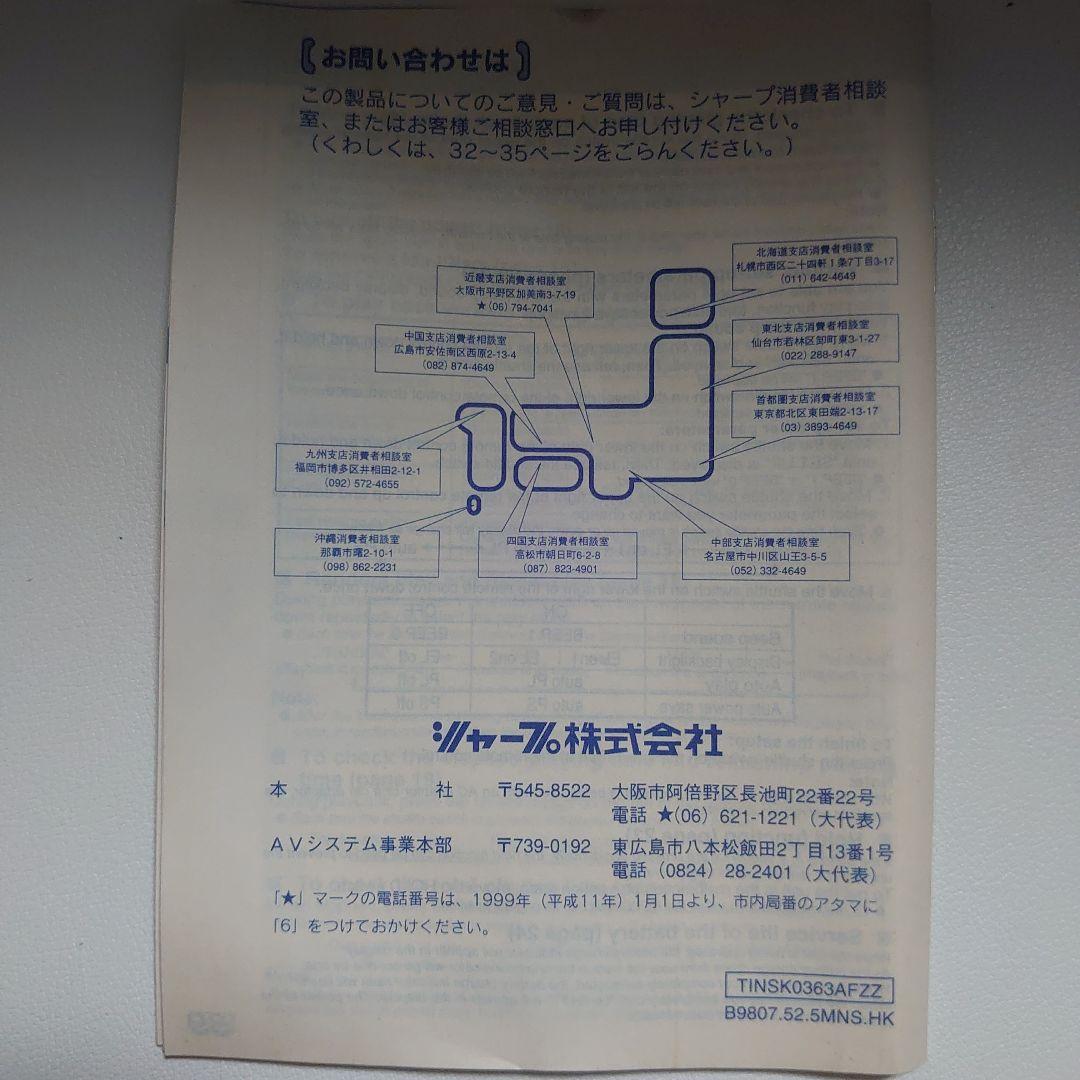 お問い合わせは
この製品についてのご意見・ご質問は、シャープ消費者相談
室、またはお客様ご相談窓口へお申し付けください。
(くわしくは、32〜35ページをごらんください。)
北海道支店消費者相談室
札幌市西区二十四軒1条7丁目3-17
(011) 642-4649
近畿支店消費者相談室
大阪市平野区加美南3-7-19
★(06) 794-7041
東北支店消費者相談室
仙台市若林区卸町東3-1-27
(022) 288-9147
中国支店消費者相談室
広島市安佐南区西原2-13-4
(082) 874-4649
首都圏支店消費者相談室
東京都北区東田端2-13-17
(03) 3893-4649
九州支店消費者相談室
福岡市博多区井相田2-12-1
(092) 572-4655
沖縄消費者相談室
那覇市曙2-10-1
(098) 862-2231
四国支店消費者相談室
高松市朝日町6-2-8
(087) 823-4901
中部支店消費者相談室
名古屋市中川区山王3-5-5
(052) 332-4649
シャープ株式会社
本社 〒545-8522 大阪市阿倍野区長池町22番22号
電話 ★(06) 621-1221 (大代表)
AVシステム事業本部 〒739-0192 東広島市八本松飯田2丁目13番1号
電話 (0824) 28-2401 (大代表)
「★」マークの電話番号は、1999年 (平成11年) 1月1日より、市内局番のアタマに
「6」をつけておかけください。
TINSK0363AFZZ
B9807.52.5MNS.HK